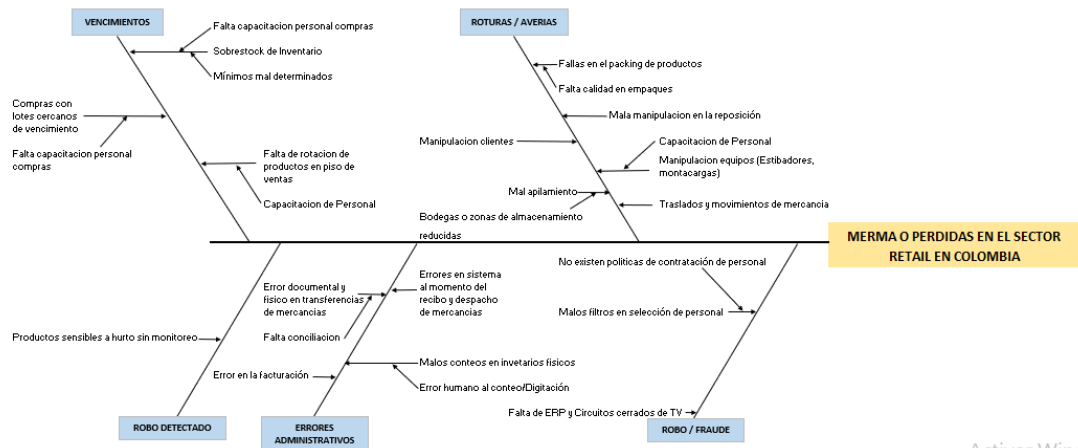 VENCIMIENTOS
Falta capacitacion personal compras
Sobrestock de Inventario
Mínimos mal determinados
Compras con
lotes cercanos
de vencimiento
Falta capacitacion personal
compras
Falta de rotacion de
productos en piso de
ventas
Capacitacion de Personal
ROTURAS / AVERIAS
Fallas en el packing de productos
Falta calidad en empaques
Mala manipulacion en la reposición
Manipulacion clientes
Capacitacion de Personal
Manipulacion equipos (Estibadores,
montacargas)
Mal apilamiento
Traslados y movimientos de mercancia
Bodegas o zonas de almacenamiento
reducidas
MERMA O PERDIDAS EN EL SECTOR
RETAIL EN COLOMBIA
Productos sensibles a hurto sin monitoreo
ROBO DETECTADO
Error documental y
fisico en transferencias
de mercancias
Falta conciliacion
Errores en sistema
al momento del
recibo y despacho
de mercancias
Malos conteos en invetarios fisicos
Error en la facturación
Error humano al conteo/Digitación
ERRORES
ADMINISTRATIVOS
No existen politicas de contratación de personal
Malos filtros en selección de personal
Falta de ERP y Circuitos cerrados de TV
ROBO / FRAUDE